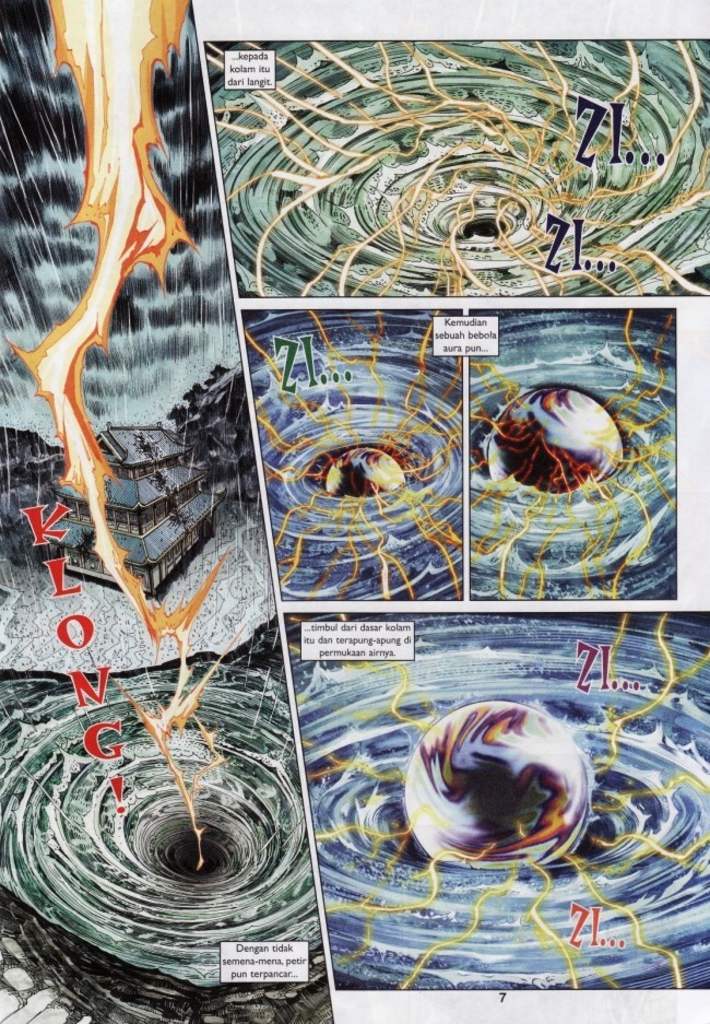 KLONG!
Dengan tidak
semena-mena, petir
pun terpancar...
...kepada
kolam itu
dari langit.
ZI...
ZI...
Kemudian
sebuah bebola
aura pun...
ZI...
...timbul dari dasar kolam
itu dan terapung-apung di
permukaan airnya.
ZI...
ZI...
7